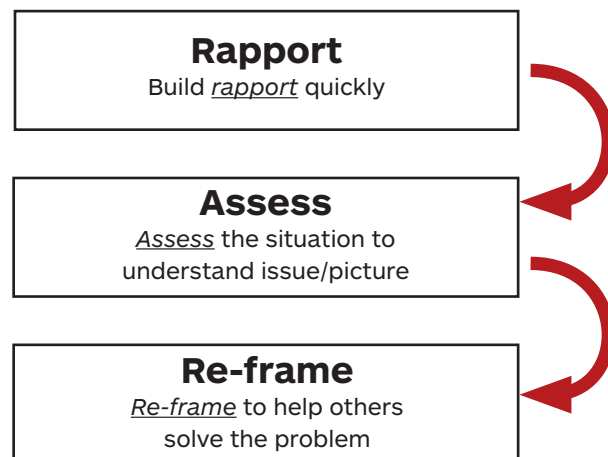 Rapport
Build rapport quickly
Assess
Assess the situation to
understand issue/picture
Re-frame
Re-frame to help others
solve the problem